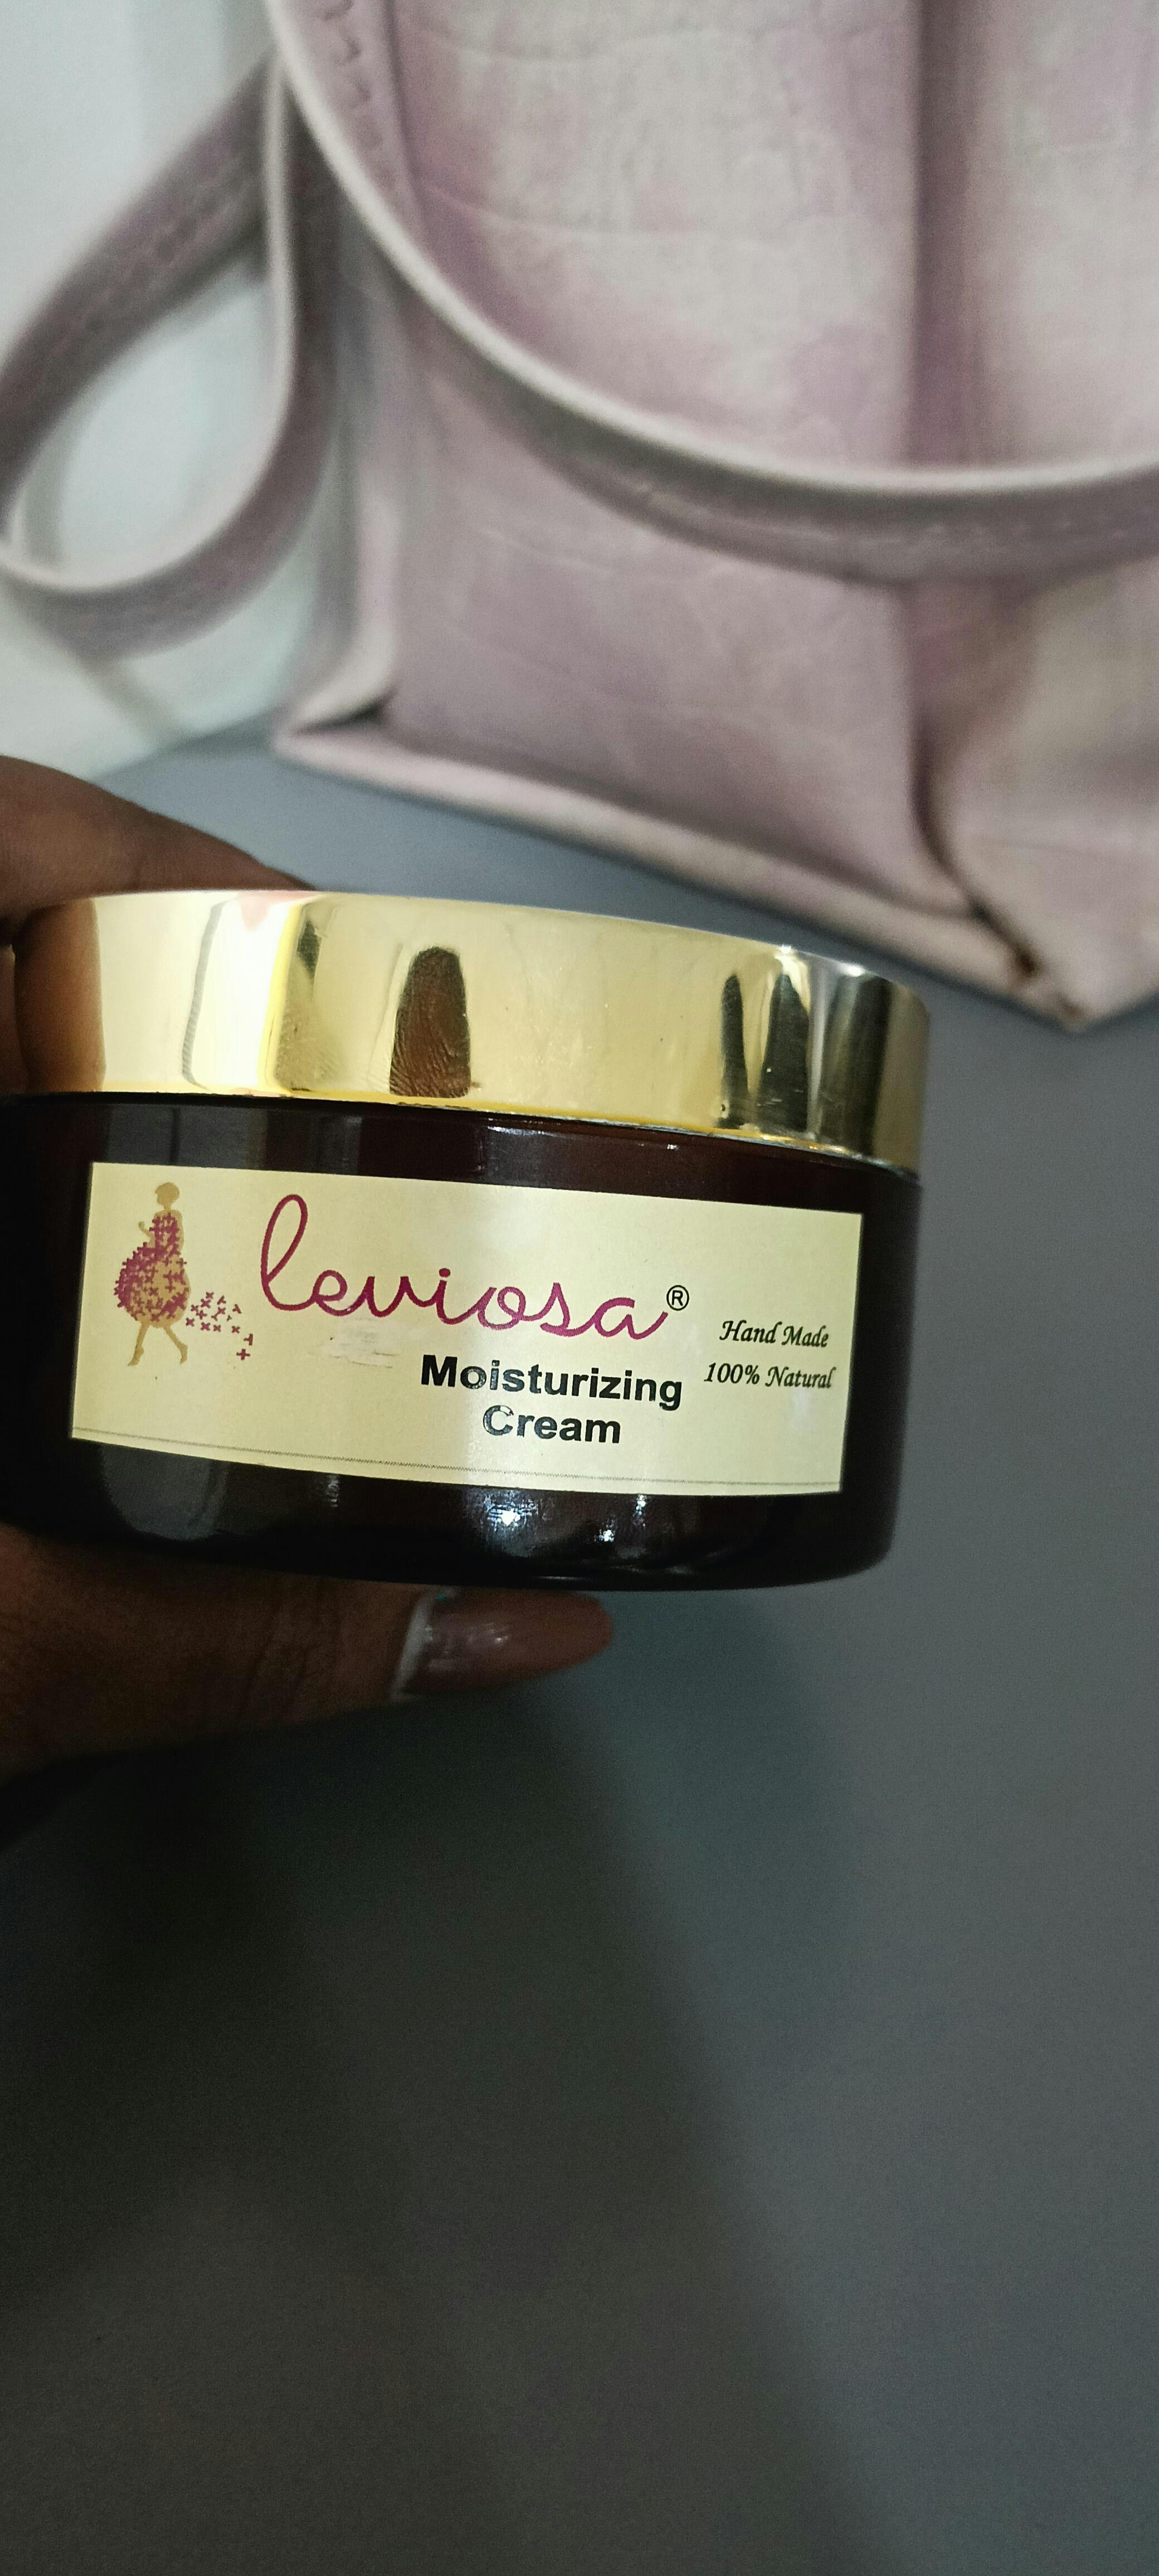 leviosa®
Hand Made
100% Natural
Moisturizing
Cream